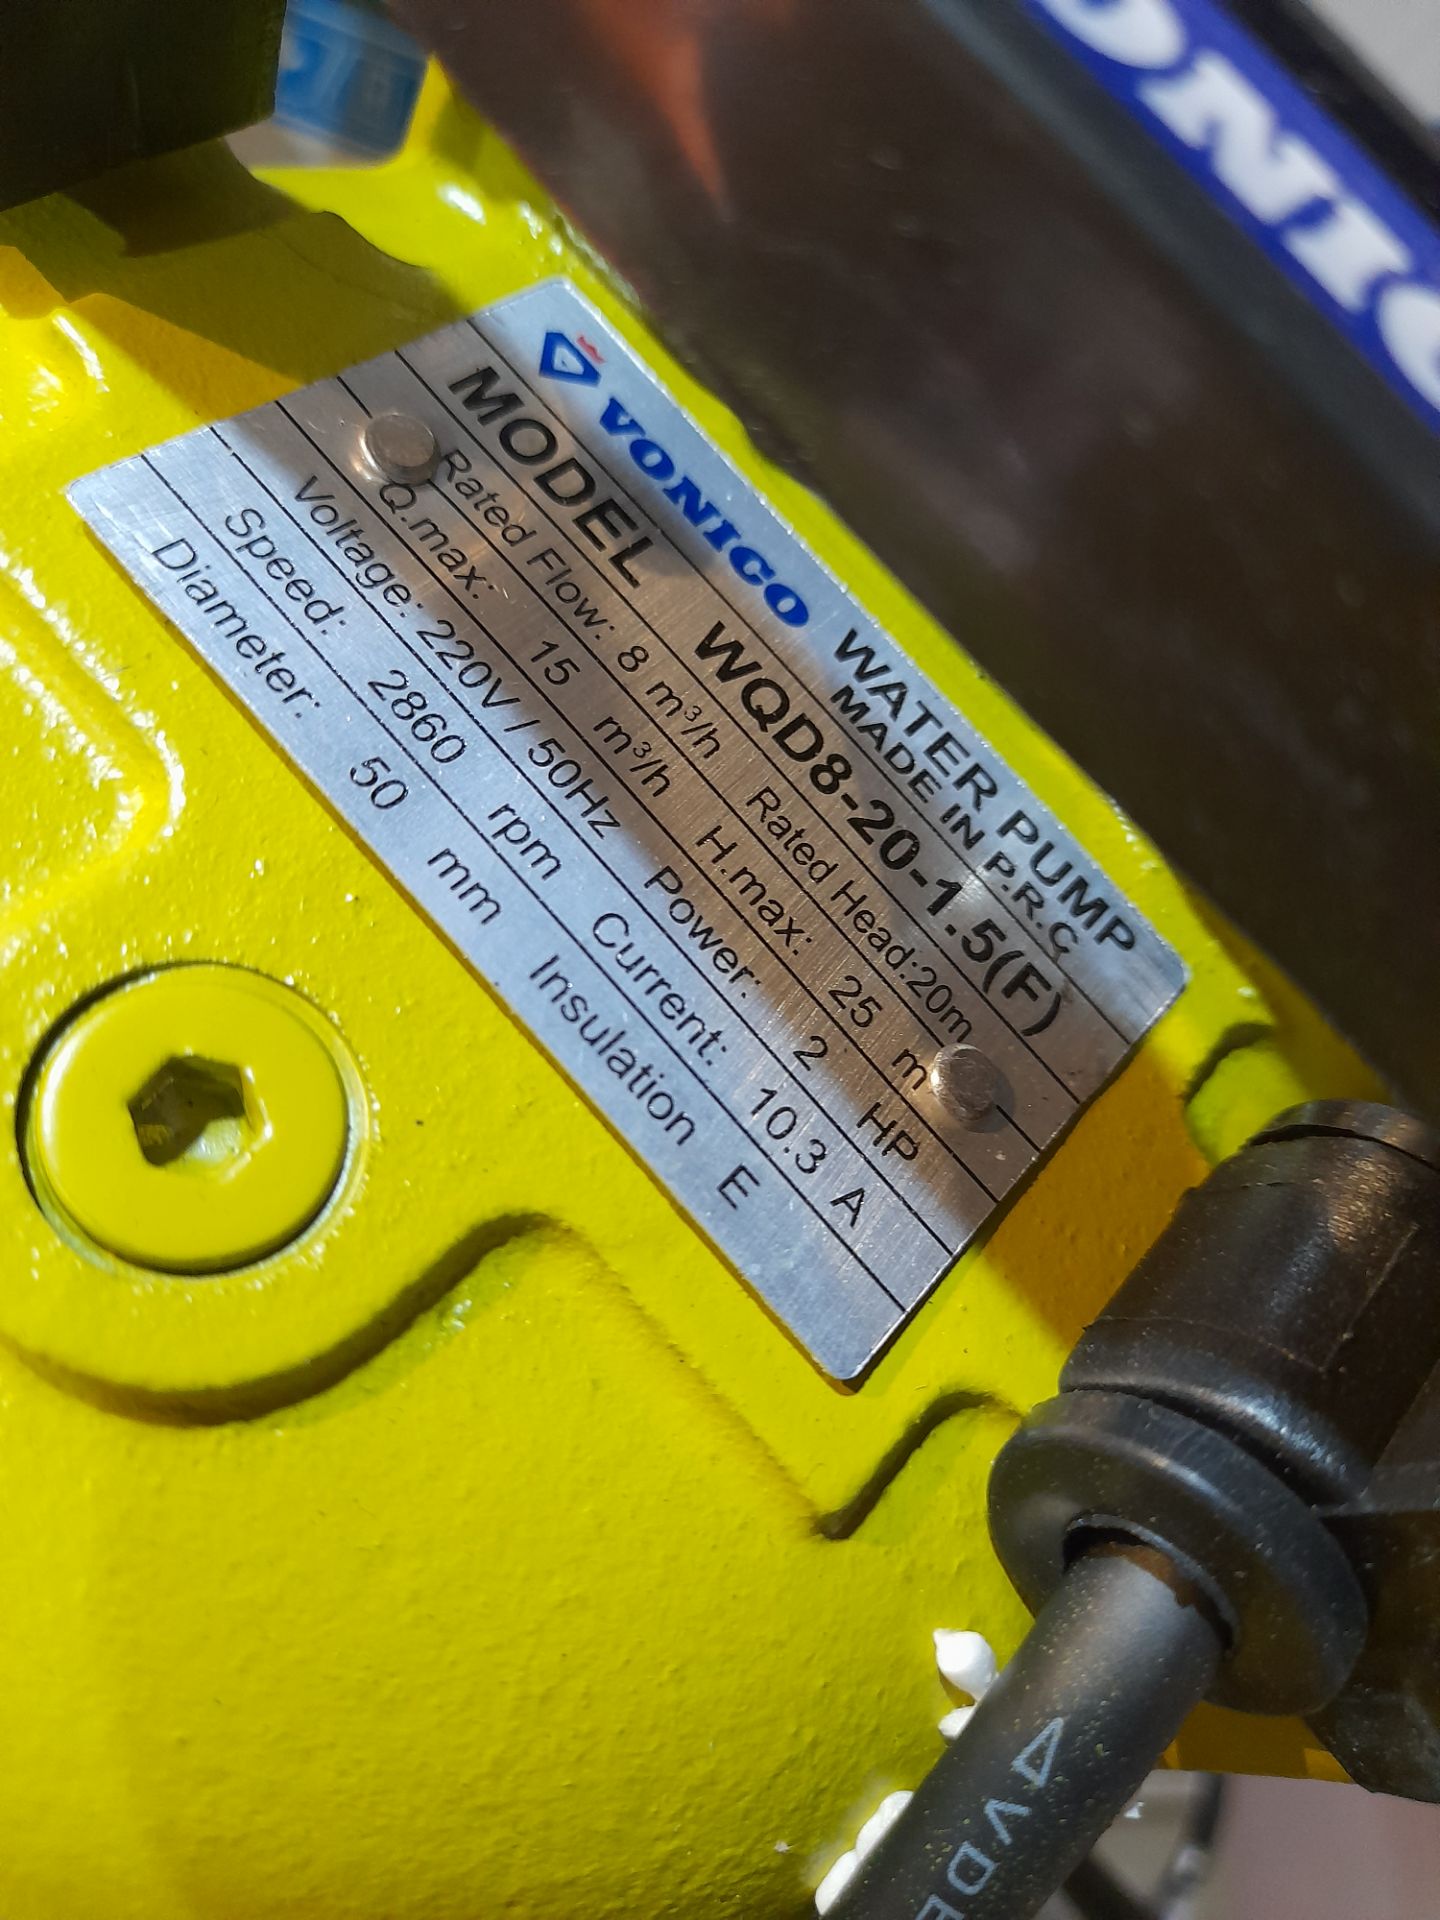 ONIC
VONICO WATER PUMP
MADE IN P.R.C
MODEL WQD8-20-1.5(F)
Rated Flow: 8 m³/h Rated Head:20m
Q.max: 15 m³/h H.max: 25 m
Voltage: 220V / 50Hz Power: 2 HP
Speed: 2860 rpm Current: 10.3 A
Diameter: 50 mm Insulation E
VDE